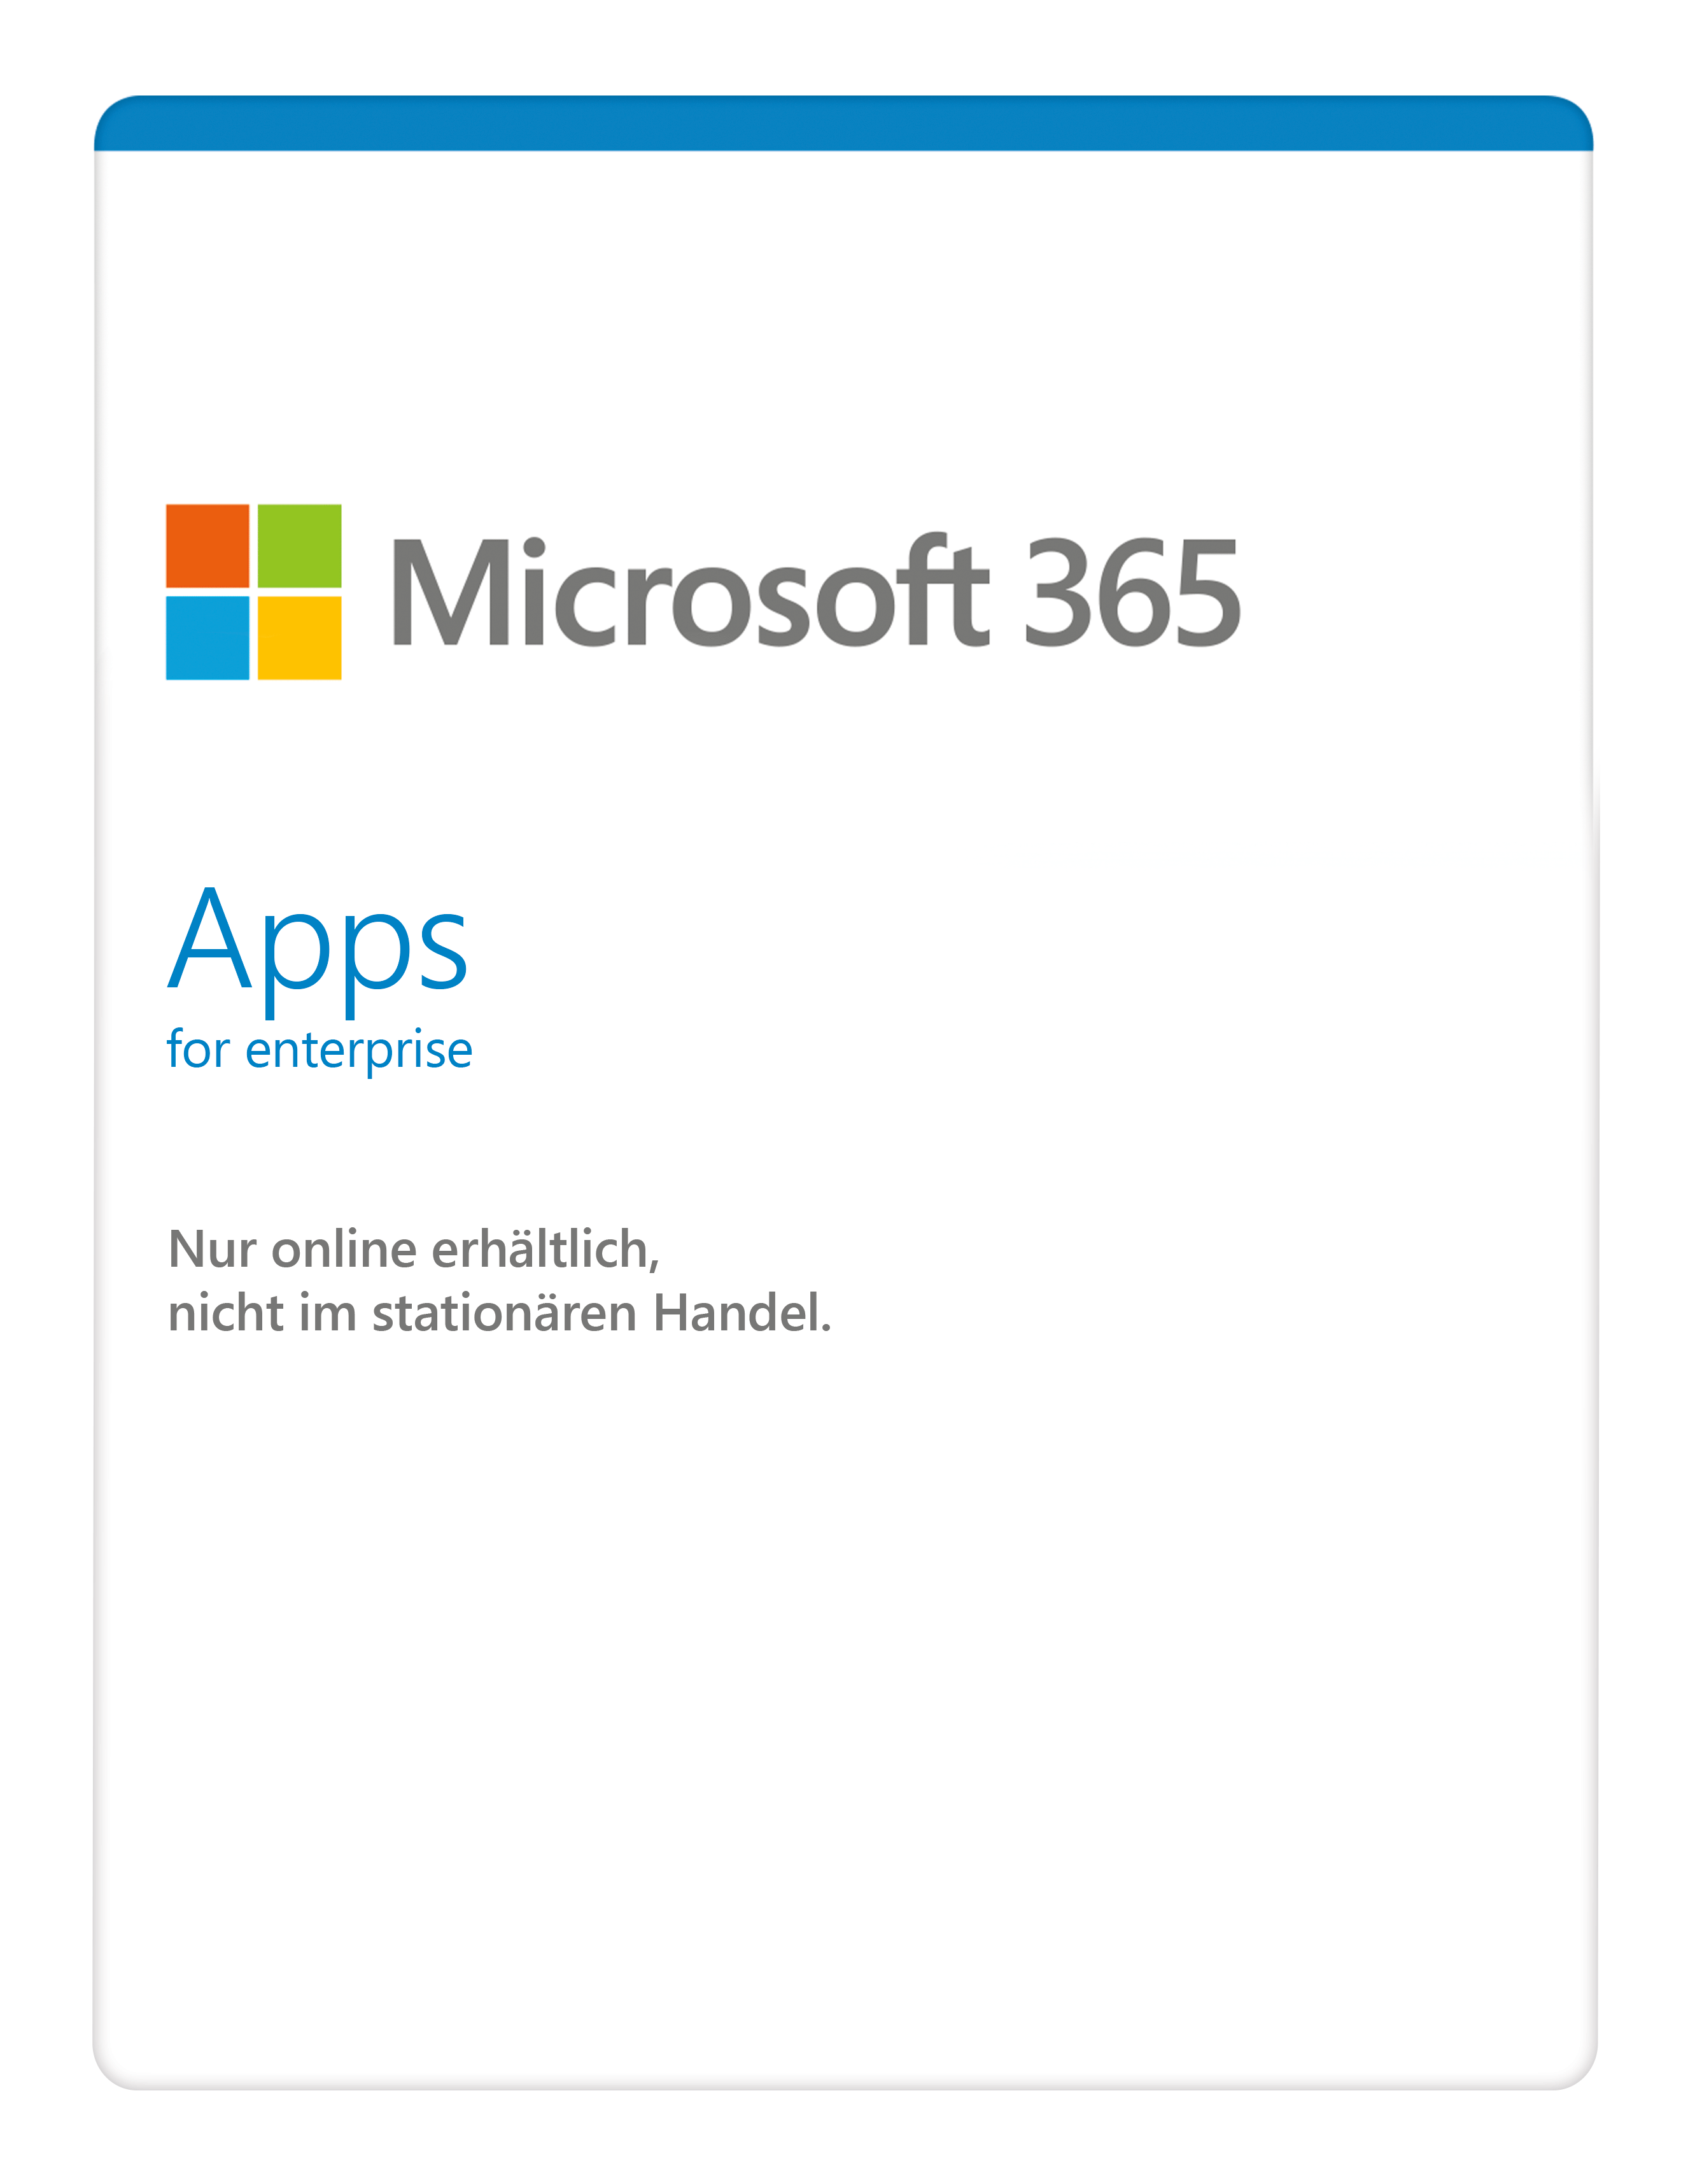 Microsoft 365
Apps
for enterprise
Nur online erhältlich,
nicht im stationären Handel.